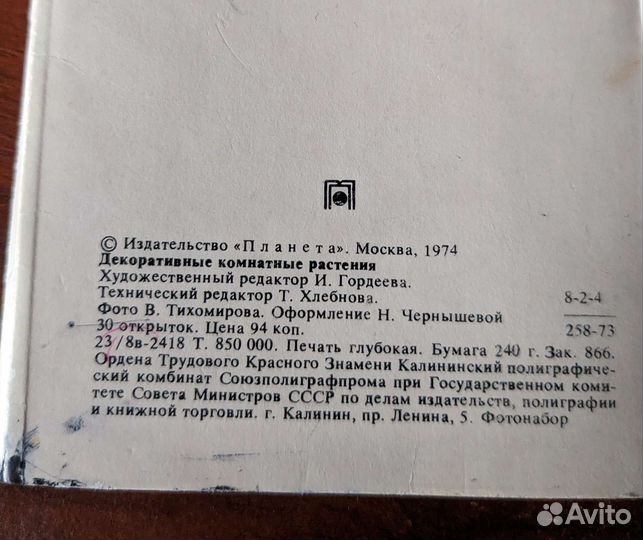 © Издательство «Планета». Москва, 1974
Декоративные комнатные растения
Художественный редактор И. Гордеева.
Технический редактор Т. Хлебнова.
Фото В. Тихомирова. Оформление Н. Чернышевой
30 открыток. Цена 94 коп.
8-2-4
258-73
23/8в-2418 Т. 850 000. Печать глубокая. Бумага 240 г. Зак. 866.
Ордена Трудового Красного Знамени Калининский полиграфиче-
ский комбинат Союзполиграфпрома при Государственном коми-
тете Совета Министров СССР по делам издательств, полиграфии
и книжной торговли. г. Калинин, пр. Ленина, 5. Фотонабор
Avito